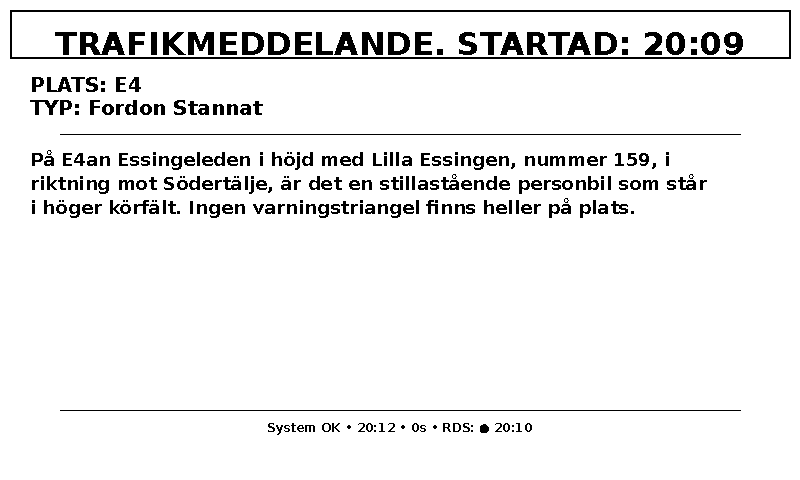 TRAFIKMEDDELANDE. STARTAD: 20:09
PLATS: E4
TYP: Fordon Stannat
På E4an Essingeleden i höjd med Lilla Essingen, nummer 159, i
riktning mot Södertälje, är det en stillastående personbil som står
i höger körfält. Ingen varningstriangel finns heller på plats.
System OK • 20:12 • 0s • RDS: ● 20:10